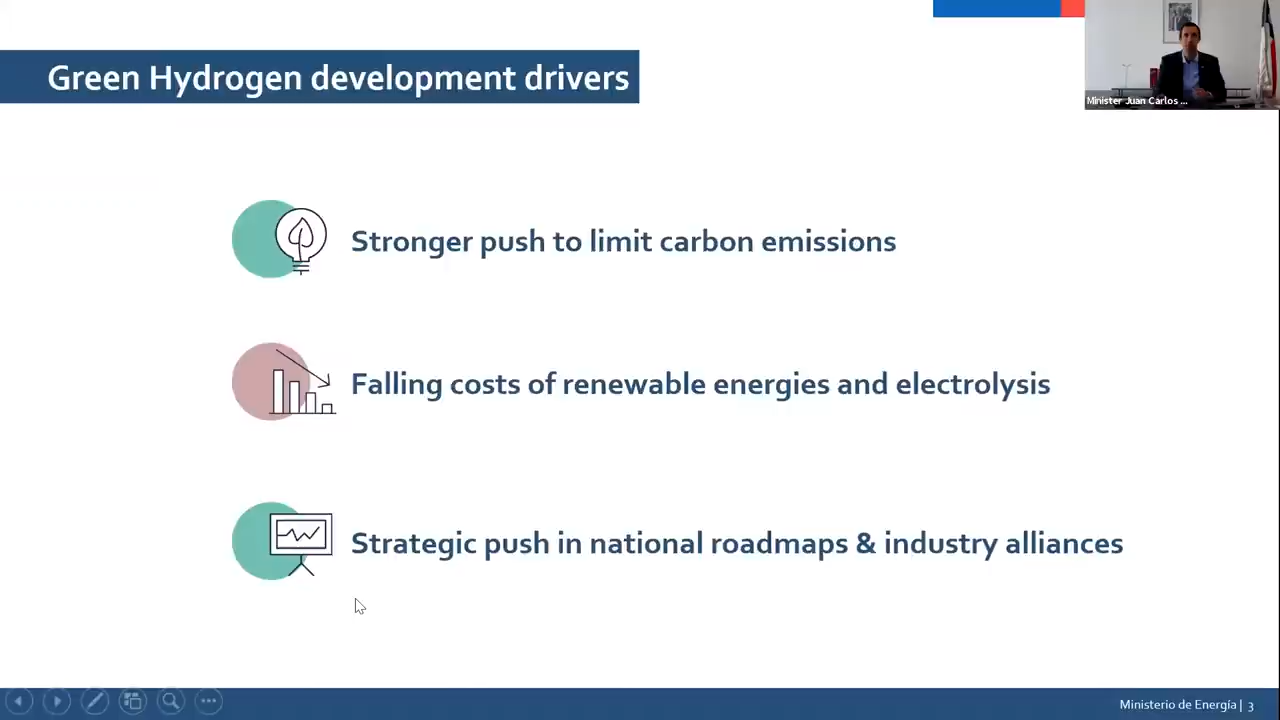 Green Hydrogen development drivers
Minister Juan Carlos ...
Stronger push to limit carbon emissions
Falling costs of renewable energies and electrolysis
Strategic push in national roadmaps & industry alliances
Ministerio de Energía | 3